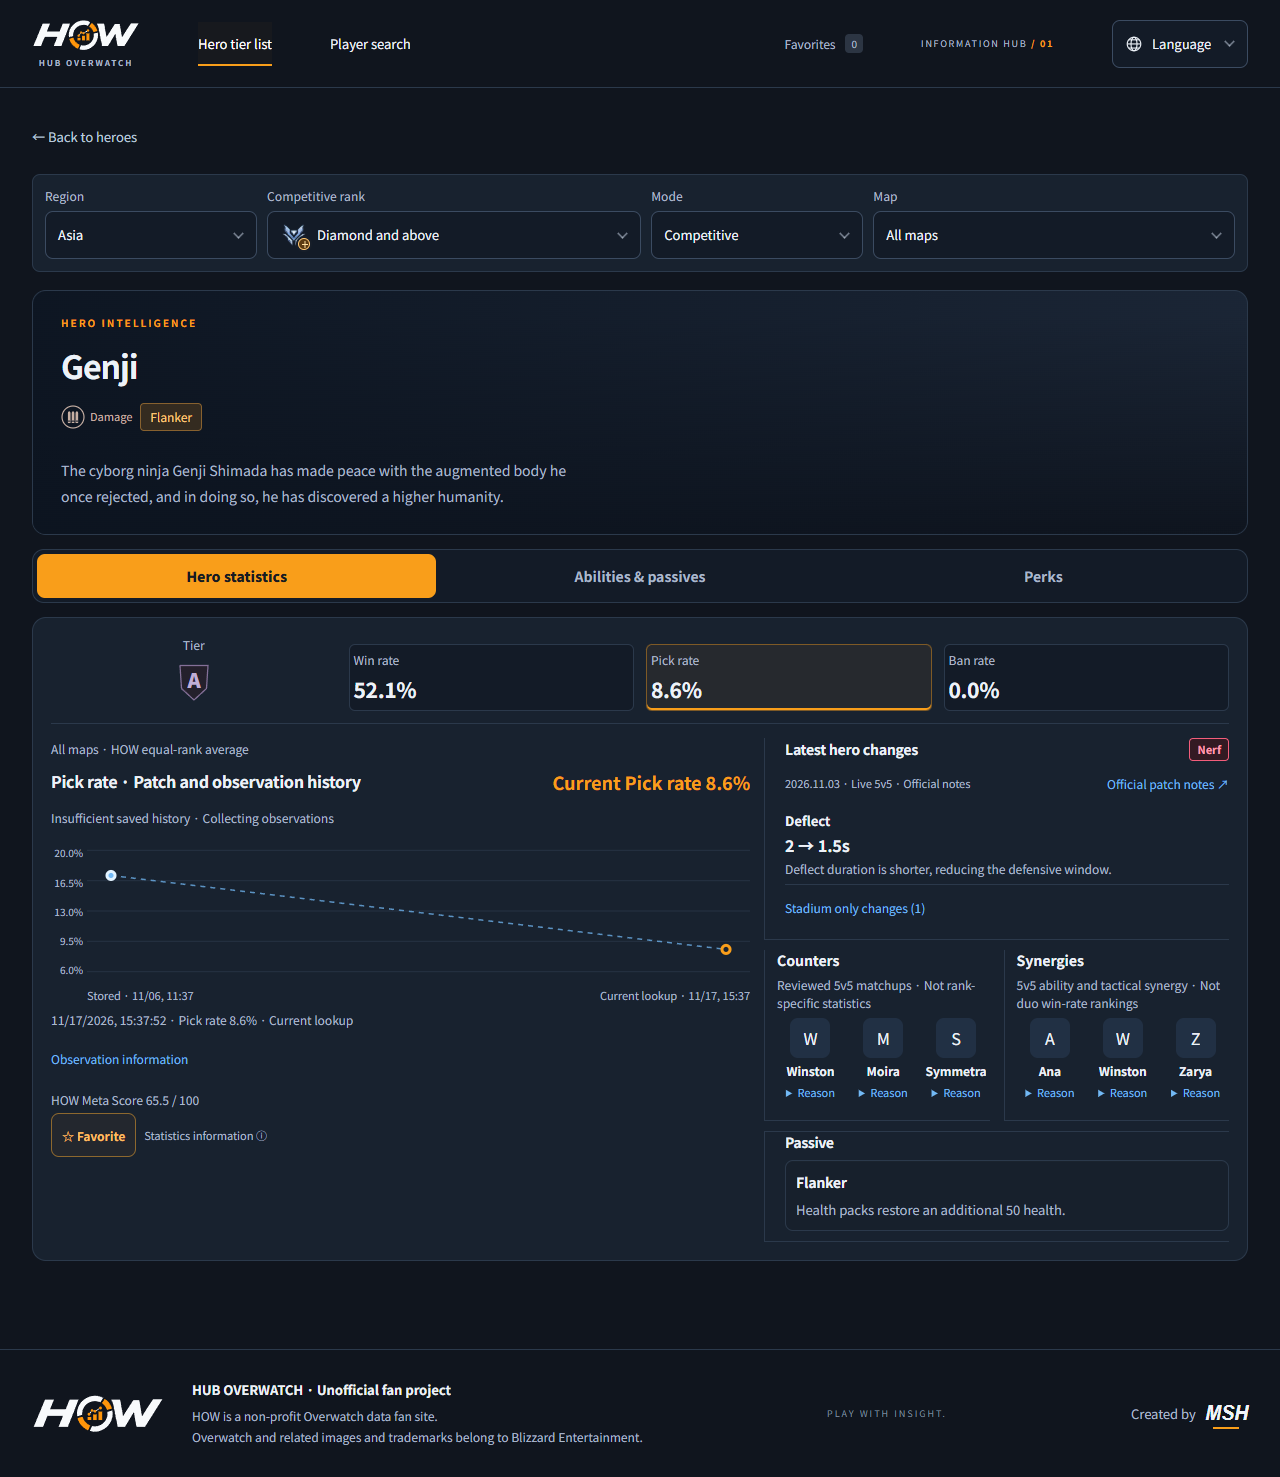 HOW
HUB OVERWATCH
Hero tier list
Player search
Favorites 0
INFORMATION HUB / 01
Language
← Back to heroes
Region
Competitive rank
Mode
Map
Asia
Diamond and above
Competitive
All maps
HERO INTELLIGENCE
Genji
Damage
Flanker
The cyborg ninja Genji Shimada has made peace with the augmented body he
once rejected, and in doing so, he has discovered a higher humanity.
Hero statistics
Abilities & passives
Perks
Tier
A
Win rate
52.1%
Pick rate
8.6%
Ban rate
0.0%
All maps · HOW equal-rank average
Pick rate · Patch and observation history
Current Pick rate 8.6%
Insufficient saved history · Collecting observations
20.0%
16.5%
13.0%
9.5%
6.0%
Stored · 11/06, 11:37
Current lookup · 11/17, 15:37
11/17/2026, 15:37:52 · Pick rate 8.6% · Current lookup
Observation information
HOW Meta Score 65.5 / 100
☆ Favorite
Statistics information ⓘ
Latest hero changes
Nerf
2026.11.03 · Live 5v5 · Official notes
Official patch notes ↗
Deflect
2 → 1.5s
Deflect duration is shorter, reducing the defensive window.
Stadium only changes (1)
Counters
Reviewed 5v5 matchups · Not rank-
specific statistics
W
M
S
Winston
Moira
Symmetra
▶ Reason
▶ Reason
▶ Reason
Synergies
5v5 ability and tactical synergy · Not
duo win-rate rankings
A
W
Z
Ana
Winston
Zarya
▶ Reason
▶ Reason
▶ Reason
Passive
Flanker
Health packs restore an additional 50 health.
HOW
HUB OVERWATCH · Unofficial fan project
HOW is a non-profit Overwatch data fan site.
Overwatch and related images and trademarks belong to Blizzard Entertainment.
PLAY WITH INSIGHT.
Created by MSH